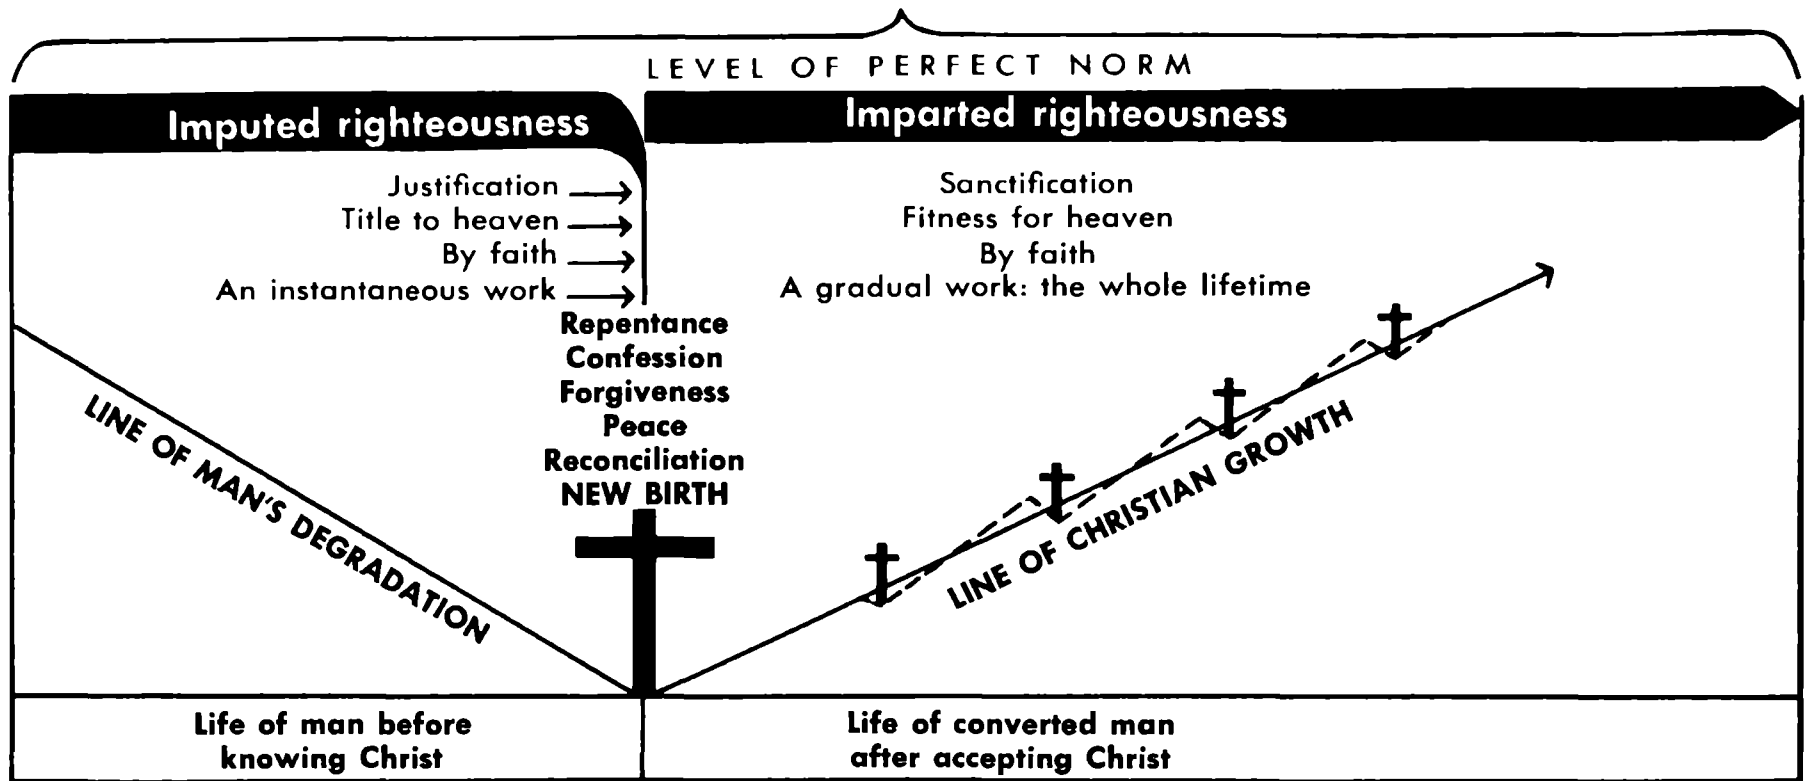 LEVEL OF PERFECT NORM
Imputed righteousness
Imparted righteousness
Justification
Title to heaven
By faith
An instantaneous work
Sanctification
Fitness for heaven
By faith
A gradual work: the whole lifetime
Repentance
Confession
Forgiveness
Peace
Reconciliation
NEW BIRTH
LINE OF MAN'S DEGRADATION
LINE OF CHRISTIAN GROWTH
Life of man before
knowing Christ
Life of converted man
after accepting Christ